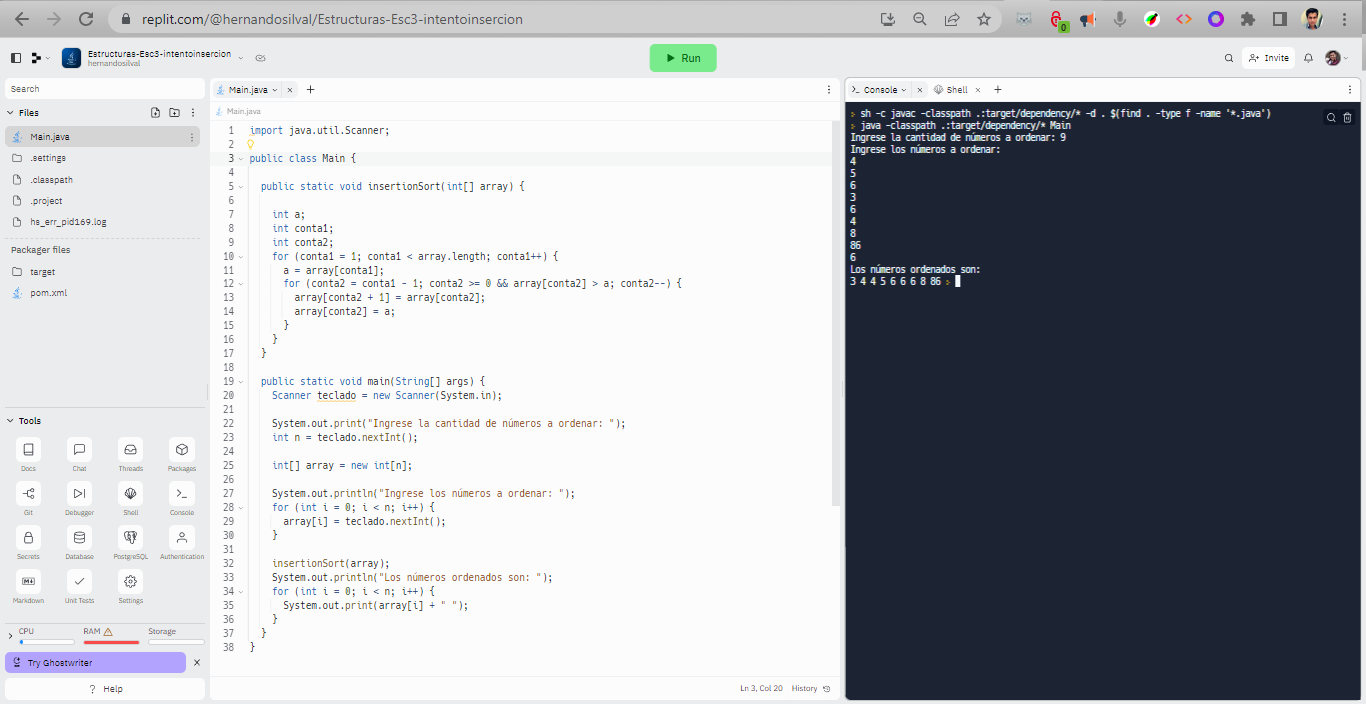 replit.com/@hernandosilval/Estructuras-Esc3-intentoinsercion
0
Estructuras-Esc3-intentoinsercion
hernandosilval
Run
Invite
Search
Files
Main.java
.settings
.classpath
.project
hs_err_pid169.log
Packager files
target
pom.xml
Tools
Docs Chat Threads Packages
Git Debugger Shell Console
Secrets Database PostgreSQL Authentication
Markdown Unit Tests Settings
CPU RAM Storage
Try Ghostwriter
? Help
Main.java
Main.java
1 import java.util.Scanner;
2
3 public class Main {
4
5 public static void insertionSort(int[] array) {
6
7 int a;
8 int conta1;
9 int conta2;
10 for (conta1 = 1; conta1 < array.length; conta1++) {
11 a = array[conta1];
12 for (conta2 = conta1 - 1; conta2 >= 0 && array[conta2] > a; conta2--) {
13 array[conta2 + 1] = array[conta2];
14 array[conta2] = a;
15 }
16 }
17 }
18
19 public static void main(String[] args) {
20 Scanner teclado = new Scanner(System.in);
21
22 System.out.print("Ingrese la cantidad de números a ordenar: ");
23 int n = teclado.nextInt();
24
25 int[] array = new int[n];
26
27 System.out.println("Ingrese los números a ordenar: ");
28 for (int i = 0; i < n; i++) {
29 array[i] = teclado.nextInt();
30 }
31
32 insertionSort(array);
33 System.out.println("Los números ordenados son: ");
34 for (int i = 0; i < n; i++) {
35 System.out.print(array[i] + " ");
36 }
37 }
38 }
Ln 3, Col 20 History
Console Shell
sh -c javac -classpath .:target/dependency/* -d . $(find . -type f -name '*.java')
java -classpath .:target/dependency/* Main
Ingrese la cantidad de números a ordenar: 9
Ingrese los números a ordenar:
4
5
6
3
6
4
8
86
6
Los números ordenados son:
3 4 4 5 6 6 6 8 86